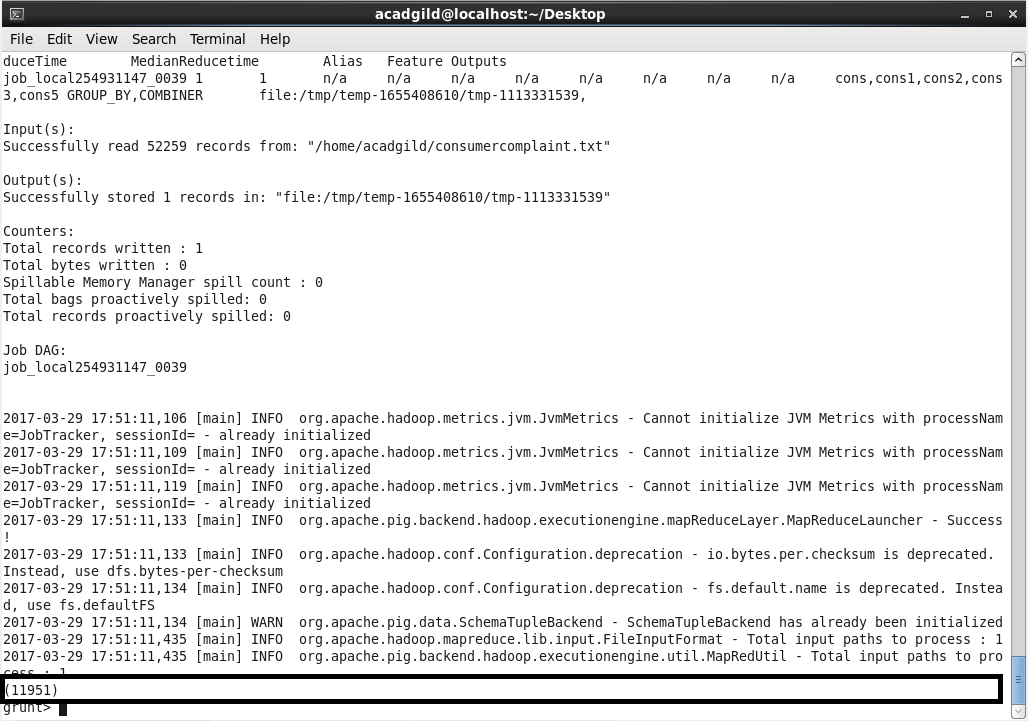 acadgild@localhost:~/Desktop
File Edit View Search Terminal Help
duceTime MedianReducetime Alias Feature Outputs
job_local254931147_0039 1 1 n/a n/a n/a n/a n/a n/a n/a n/a cons,cons1,cons2,cons
3,cons5 GROUP_BY,COMBINER file:/tmp/temp-1655408610/tmp-1113331539,
Input(s):
Successfully read 52259 records from: "/home/acadgild/consumercomplaint.txt"
Output(s):
Successfully stored 1 records in: "file:/tmp/temp-1655408610/tmp-1113331539"
Counters:
Total records written : 1
Total bytes written : 0
Spillable Memory Manager spill count : 0
Total bags proactively spilled: 0
Total records proactively spilled: 0
Job DAG:
job_local254931147_0039
2017-03-29 17:51:11,106 [main] INFO org.apache.hadoop.metrics.jvm.JvmMetrics - Cannot initialize JVM Metrics with processNam
e=JobTracker, sessionId= - already initialized
2017-03-29 17:51:11,109 [main] INFO org.apache.hadoop.metrics.jvm.JvmMetrics - Cannot initialize JVM Metrics with processNam
e=JobTracker, sessionId= - already initialized
2017-03-29 17:51:11,119 [main] INFO org.apache.hadoop.metrics.jvm.JvmMetrics - Cannot initialize JVM Metrics with processNam
e=JobTracker, sessionId= - already initialized
2017-03-29 17:51:11,133 [main] INFO org.apache.pig.backend.hadoop.executionengine.mapReduceLayer.MapReduceLauncher - Success
!
2017-03-29 17:51:11,133 [main] INFO org.apache.hadoop.conf.Configuration.deprecation - io.bytes.per.checksum is deprecated.
Instead, use dfs.bytes-per-checksum
2017-03-29 17:51:11,134 [main] INFO org.apache.hadoop.conf.Configuration.deprecation - fs.default.name is deprecated. Instea
d, use fs.defaultFS
2017-03-29 17:51:11,134 [main] WARN org.apache.pig.data.SchemaTupleBackend - SchemaTupleBackend has already been initialized
2017-03-29 17:51:11,435 [main] INFO org.apache.hadoop.mapreduce.lib.input.FileInputFormat - Total input paths to process : 1
2017-03-29 17:51:11,435 [main] INFO org.apache.pig.backend.hadoop.executionengine.util.MapRedUtil - Total input paths to pro
cess : 1
(11951)
grunt>